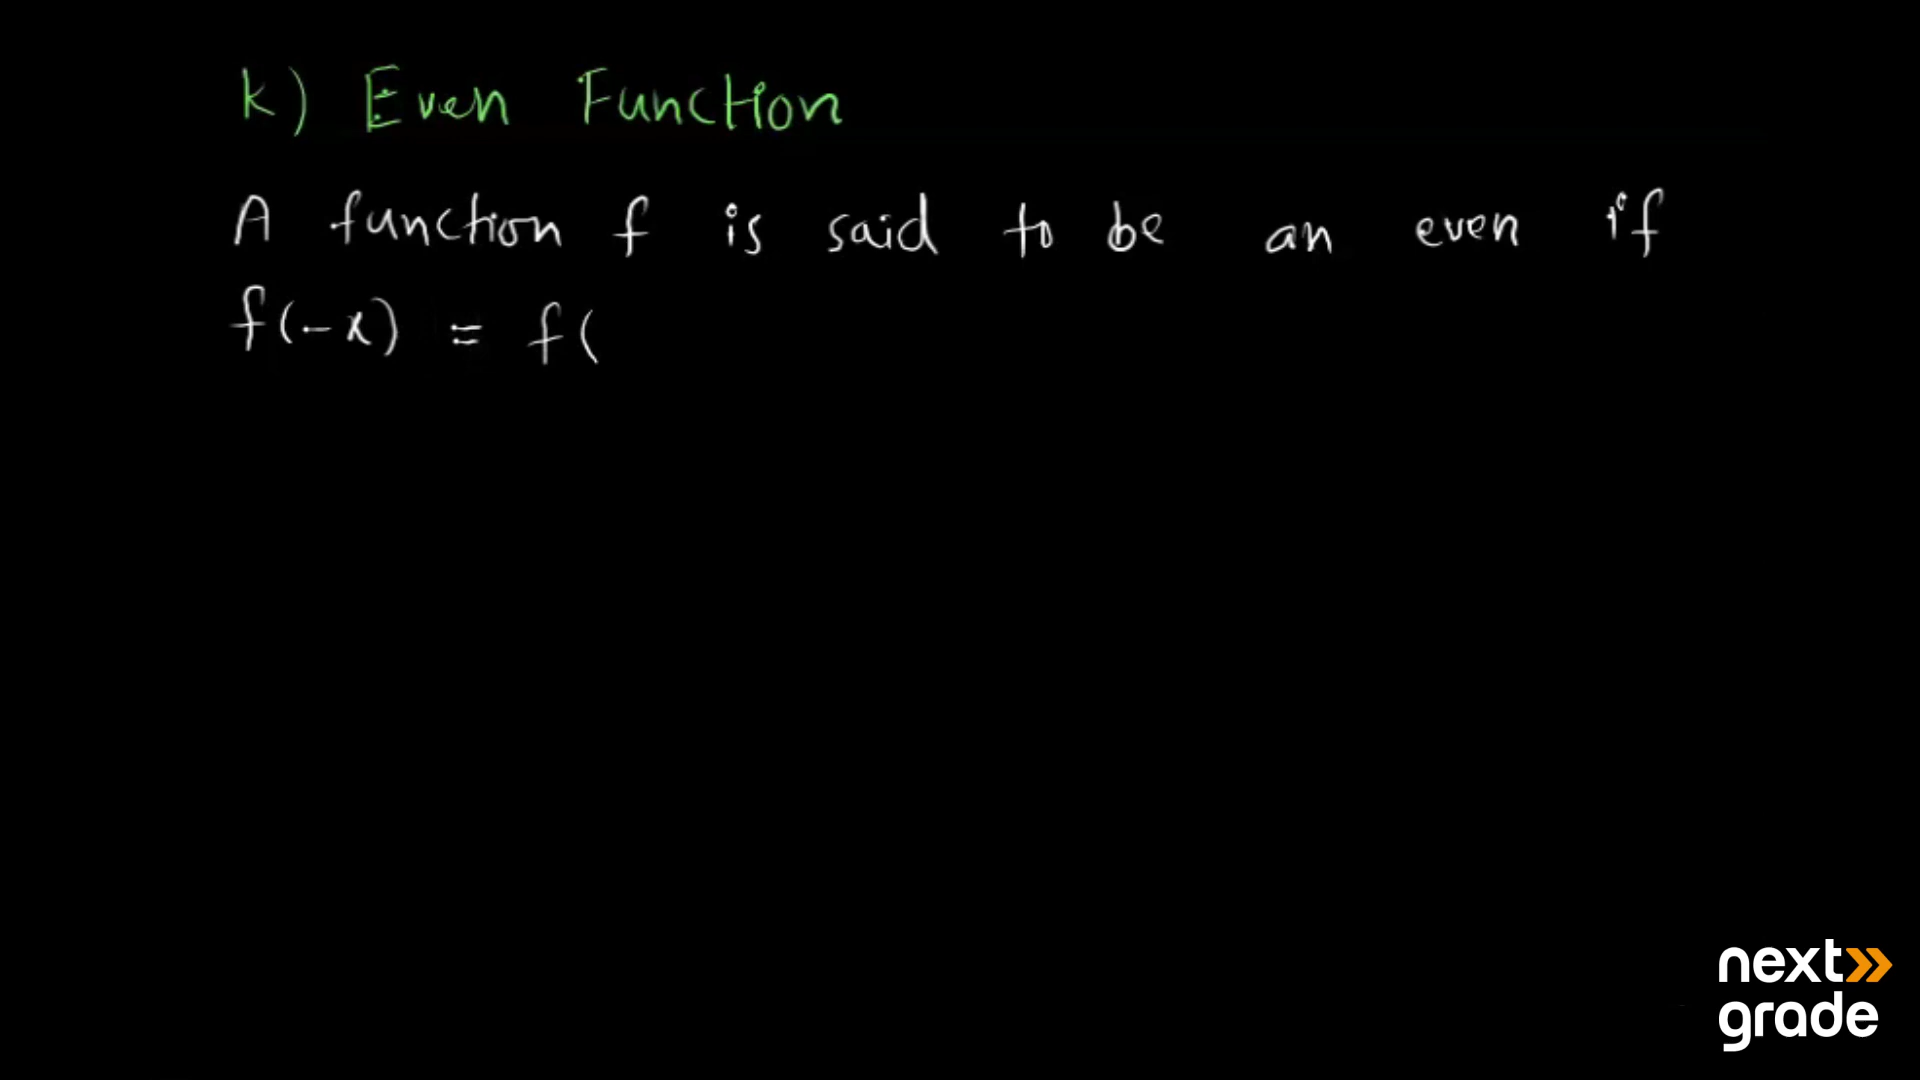 k) Even Function
A function f is said to be an even if
f(-x) = f(
next
grade